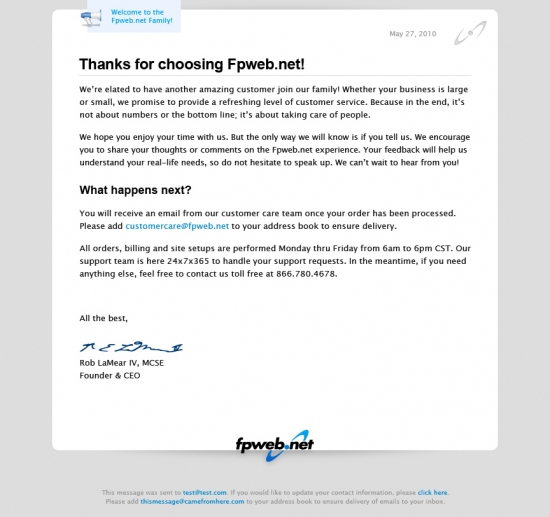 Welcome to the
Fpweb.net Family!
May 27, 2010
Thanks for choosing Fpweb.net!
We're elated to have another amazing customer join our family! Whether your business is large
or small, we promise to provide a refreshing level of customer service. Because in the end, it's
not about numbers or the bottom line; it's about taking care of people.
We hope you enjoy your time with us. But the only way we will know is if you tell us. We encourage
you to share your thoughts or comments on the Fpweb.net experience. Your feedback will help us
understand your real-life needs, so do not hesitate to speak up. We can't wait to hear from you!
What happens next?
You will receive an email from our customer care team once your order has been processed.
Please add customercare@fpweb.net to your address book to ensure delivery.
All orders, billing and site setups are performed Monday thru Friday from 6am to 6pm CST. Our
support team is here 24x7x365 to handle your support requests. In the meantime, if you need
anything else, feel free to contact us toll free at 866.780.4678.
All the best,
Rob LaMear IV, MCSE
Founder & CEO
fpweb.net
This message was sent to test@test.com. If you would like to update your contact information, please click here.
Please add thismessage@camefromhere.com to your address book to ensure delivery of emails to your inbox.